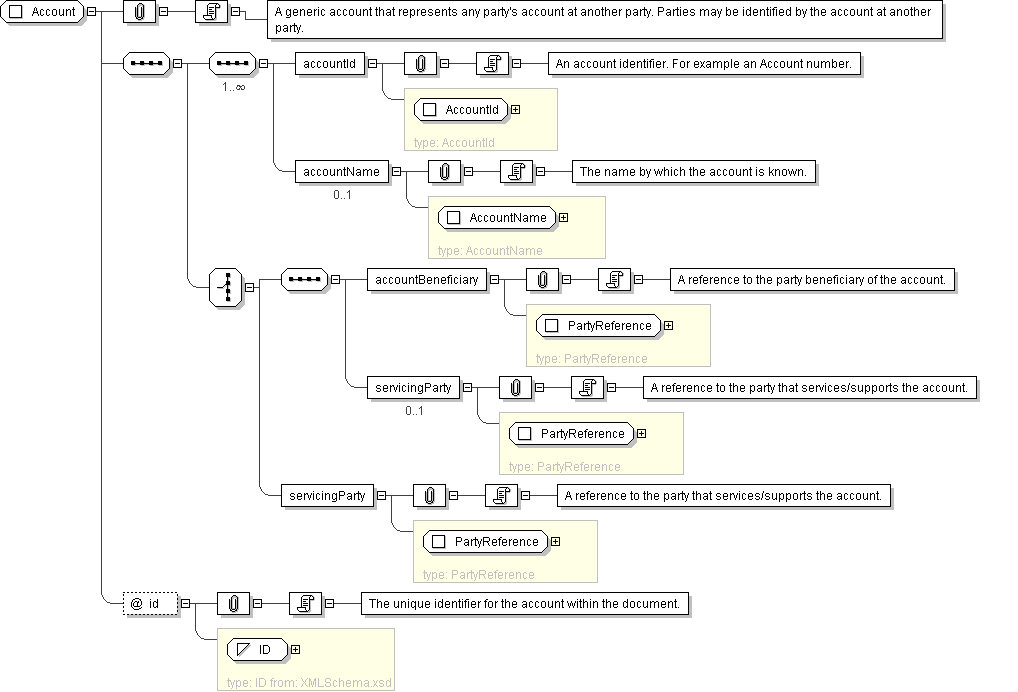 Account
A generic account that represents any party's account at another party. Parties may be identified by the account at another
party.
1..∞
accountId
An account identifier. For example an Account number.
AccountId
type: AccountId
accountName
0..1
The name by which the account is known.
AccountName
type: AccountName
accountBeneficiary
A reference to the party beneficiary of the account.
PartyReference
type: PartyReference
servicingParty
0..1
A reference to the party that services/supports the account.
PartyReference
type: PartyReference
servicingParty
A reference to the party that services/supports the account.
PartyReference
type: PartyReference
@ id
The unique identifier for the account within the document.
ID
type: ID from: XMLSchema.xsd